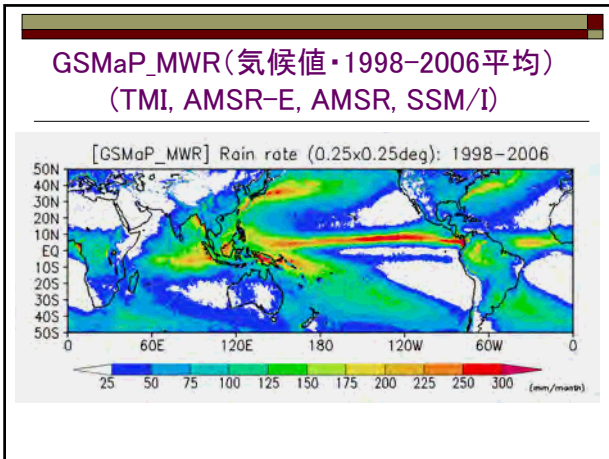 GSMaP_MWR(気候値・1998-2006平均)
(TMI, AMSR-E, AMSR, SSM/I)
[GSMaP_MWR] Rain rate (0.25x0.25deg): 1998-2006
50N
40N
30N
20N
10N
EQ
10S
20S
30S
40S
50S
0 60E 120E 180 120W 60W 0
25 50 75 100 125 150 175 200 225 250 300 (mm/month)